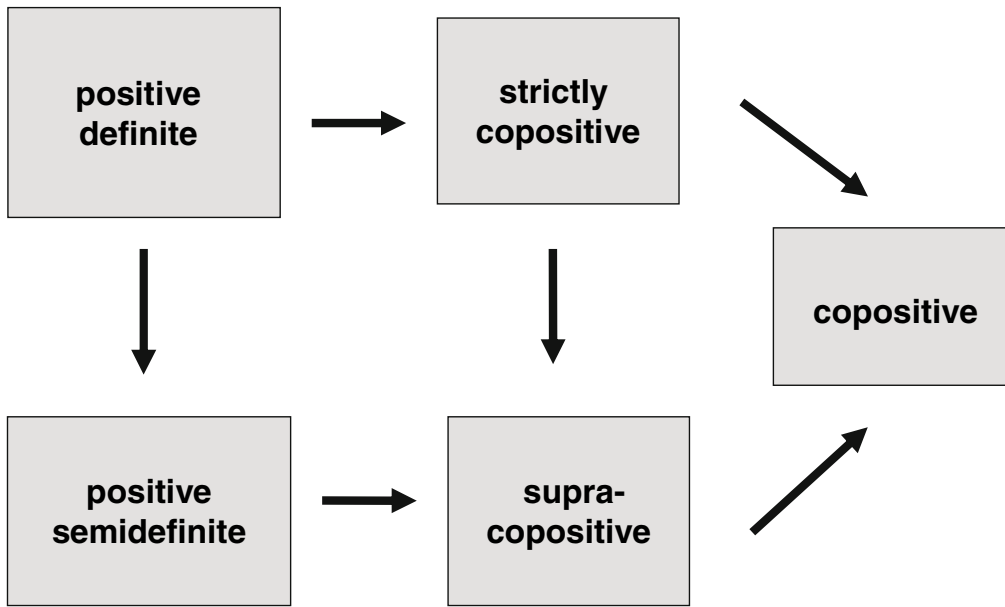 positive
definite
strictly
copositive
copositive
positive
semidefinite
supra-
copositive